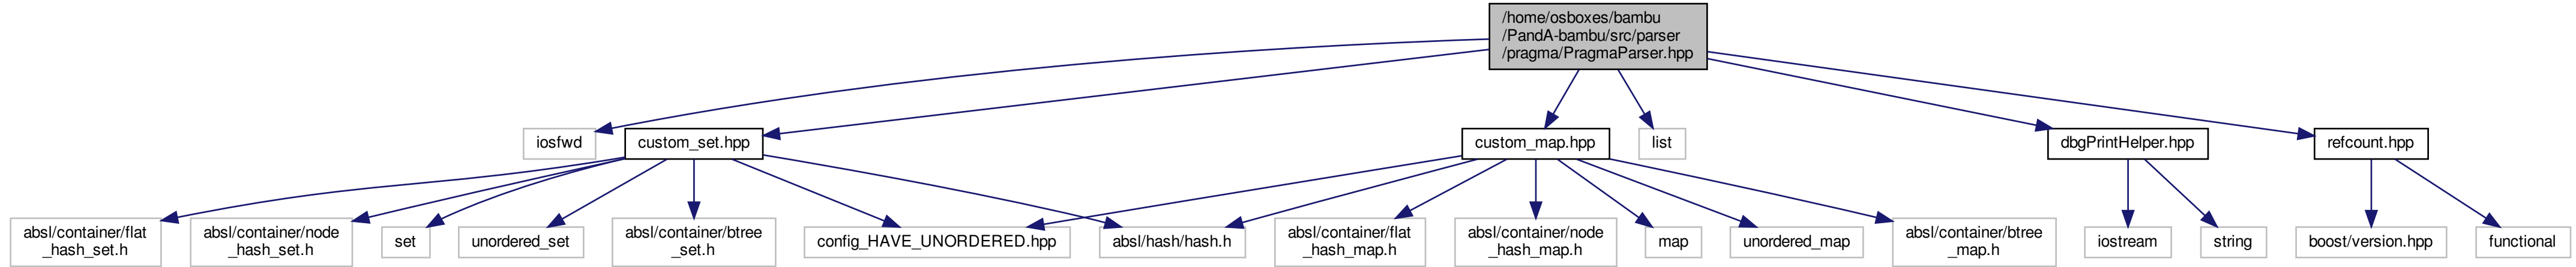 /home/osboxes/bambu
/PandA-bambu/src/parser
/pragma/PragmaParser.hpp
iosfwd
custom_set.hpp
custom_map.hpp
list
dbgPrintHelper.hpp
refcount.hpp
absl/container/flat
_hash_set.h
absl/container/node
_hash_set.h
set
unordered_set
absl/container/btree
_set.h
config_HAVE_UNORDERED.hpp
absl/hash/hash.h
absl/container/flat
_hash_map.h
absl/container/node
_hash_map.h
map
unordered_map
absl/container/btree
_map.h
iostream
string
boost/version.hpp
functional